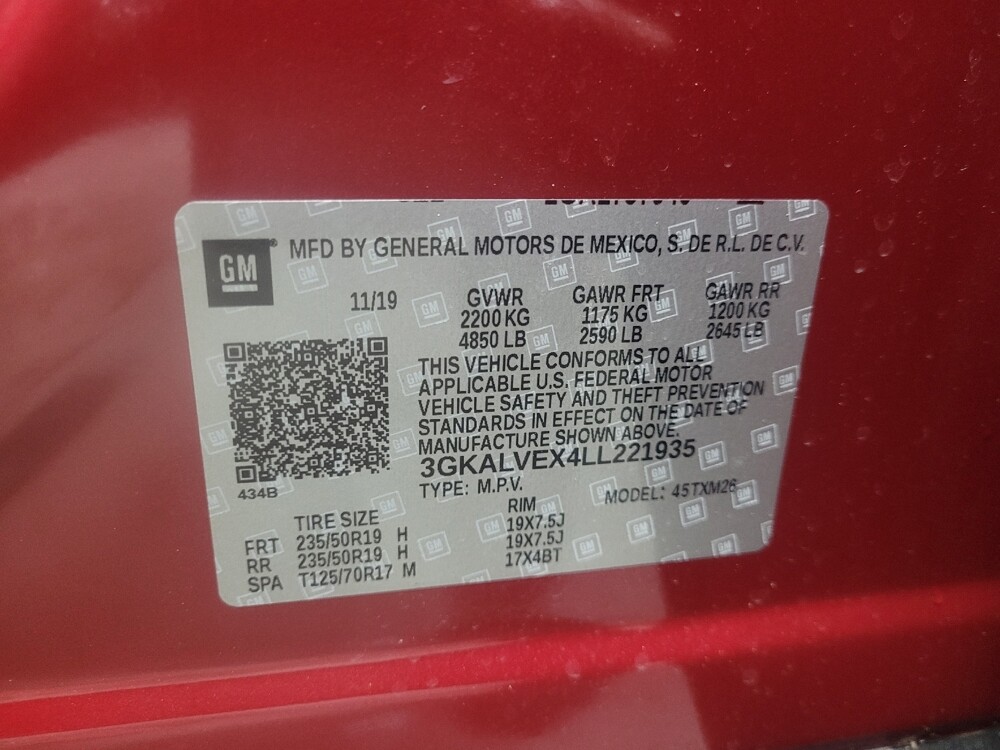 GM
MFD BY GENERAL MOTORS DE MEXICO, S. DE R.L. DE C.V.
11/19 GVWR GAWR FRT GAWR RR
2200 KG 1175 KG 1200 KG
4850 LB 2590 LB 2645 LB
THIS VEHICLE CONFORMS TO ALL
APPLICABLE U.S. FEDERAL MOTOR
VEHICLE SAFETY AND THEFT PREVENTION
STANDARDS IN EFFECT ON THE DATE OF
MANUFACTURE SHOWN ABOVE.
3GKALVEX4LL221935
434B
TYPE: M.P.V. MODEL: 45TXM26
TIRE SIZE RIM
FRT 235/50R19 H 19X7.5J
RR 235/50R19 H 19X7.5J
SPA T125/70R17 M 17X4BT